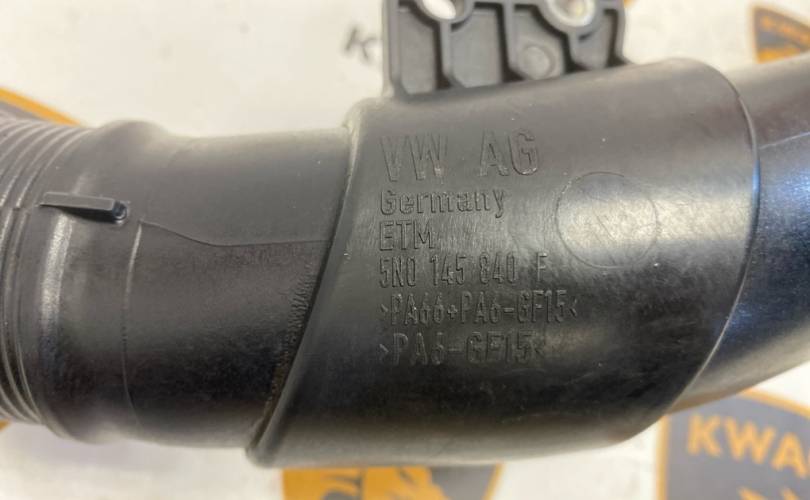 VW AG
Germany
ETM
5N0 145 840 F
>PA66+PA6-GF15<
>PA6-GF15<
KWA